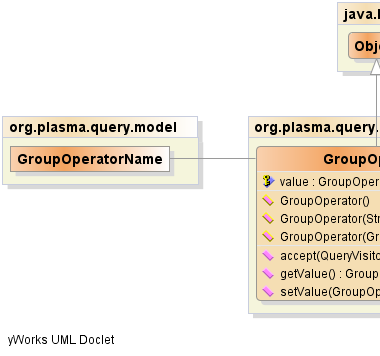 java.
Obj
org.plasma.query.model
GroupOperatorName
org.plasma.query.
GroupOp
value : GroupOper
GroupOperator()
GroupOperator(Str
GroupOperator(Gr
accept(QueryVisito
getValue() : Group
setValue(GroupOp
yWorks UML Doclet